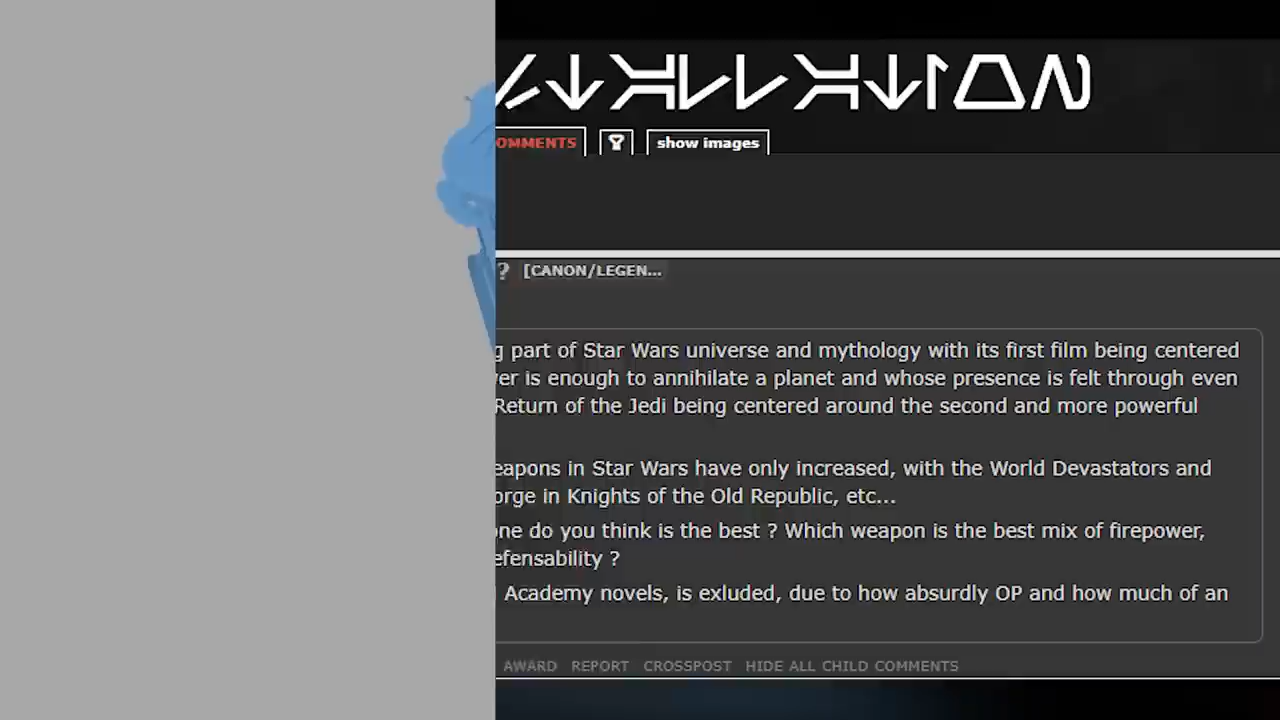 OMMENTS show images
? [CANON/LEGEN...
g part of Star Wars universe and mythology with its first film being centered
er is enough to annihilate a planet and whose presence is felt through even
Return of the Jedi being centered around the second and more powerful
eapons in Star Wars have only increased, with the World Devastators and
orge in Knights of the Old Republic, etc...
one do you think is the best ? Which weapon is the best mix of firepower,
efensability ?
Academy novels, is exluded, due to how absurdly OP and how much of an
AWARD REPORT CROSSPOST HIDE ALL CHILD COMMENTS